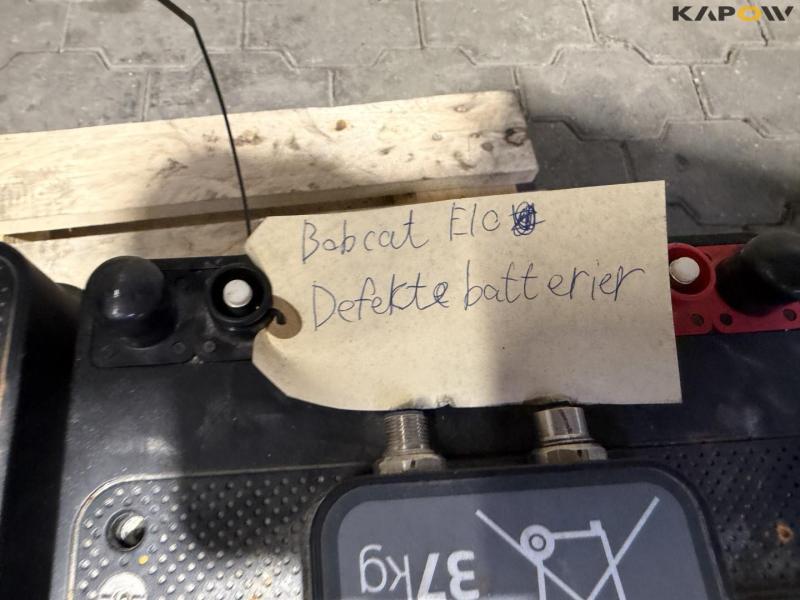 KAPOW
Bobcat E10
Defekte batterier
37kg